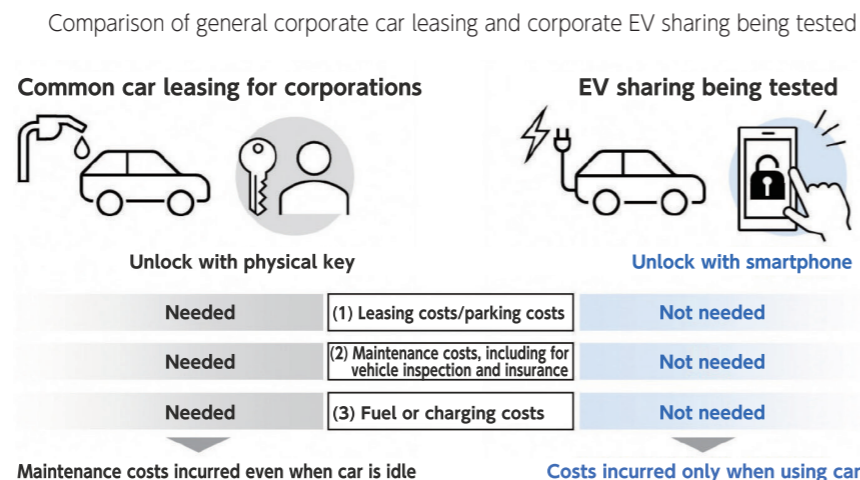 Comparison of general corporate car leasing and corporate EV sharing being tested
Common car leasing for corporations
EV sharing being tested
Unlock with physical key
Unlock with smartphone
Needed
(1) Leasing costs/parking costs
Not needed
Needed
(2) Maintenance costs, including for
vehicle inspection and insurance
Not needed
Needed
(3) Fuel or charging costs
Not needed
Maintenance costs incurred even when car is idle
Costs incurred only when using car